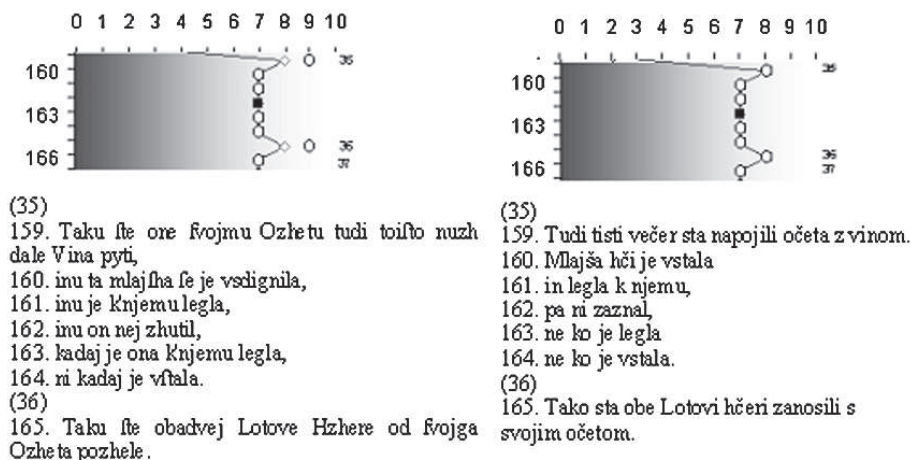 0 1 2 3 4 5 6 7 8 9 10
35
160
163
36
166
37
(35)
159. Taku ſte one ſvojmu Ozhetu tudi toiſto nuzh
dale Vina pyti,
160. inu ta mlajſha ſe je vsdignila,
161. inu je k'njemu legla,
162. inu on nej zhutil,
163. kadaj je ona k'njemu legla,
164. ni kadaj je vſtala.
(36)
165. Taku ſte obadvej Lotove Hzhere od ſvojga
Ozheta pozhele.
0 1 2 3 4 5 6 7 8 9 10
35
160
163
36
166
37
(35)
159. Tudi tisti večer sta napojili očeta z vinom.
160. Mlajša hči je vstala
161. in legla k njemu,
162. pa ni zaznal,
163. ne ko je legla
164. ne ko je vstala.
(36)
165. Tako sta obe Lotovi hčeri zanosili s
svojim očetom.